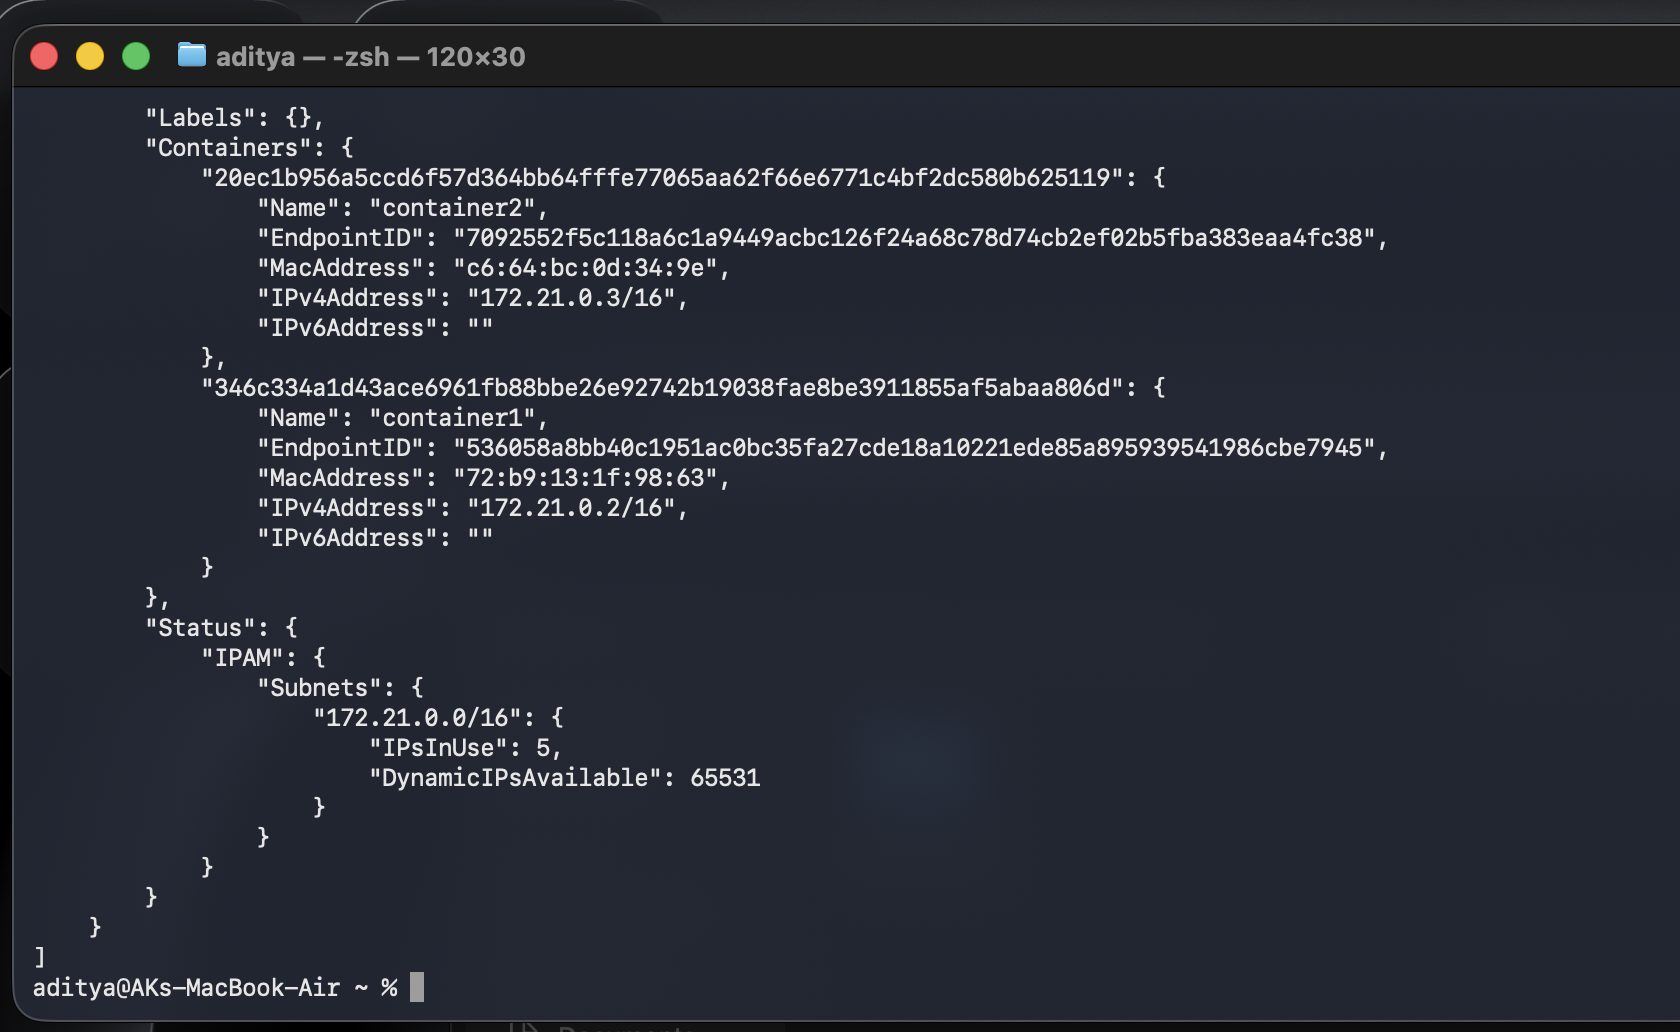 aditya — -zsh — 120×30
"Labels": {},
"Containers": {
"20ec1b956a5ccd6f57d364bb64fffe77065aa62f66e6771c4bf2dc580b625119": {
"Name": "container2",
"EndpointID": "7092552f5c118a6c1a9449acbc126f24a68c78d74cb2ef02b5fba383eaa4fc38",
"MacAddress": "c6:64:bc:0d:34:9e",
"IPv4Address": "172.21.0.3/16",
"IPv6Address": ""
},
"346c334a1d43ace6961fb88bbe26e92742b19038fae8be3911855af5abaa806d": {
"Name": "container1",
"EndpointID": "536058a8bb40c1951ac0bc35fa27cde18a10221ede85a895939541986cbe7945",
"MacAddress": "72:b9:13:1f:98:63",
"IPv4Address": "172.21.0.2/16",
"IPv6Address": ""
}
},
"Status": {
"IPAM": {
"Subnets": {
"172.21.0.0/16": {
"IPsInUse": 5,
"DynamicIPsAvailable": 65531
}
}
}
}
}
]
aditya@AKs-MacBook-Air ~ %